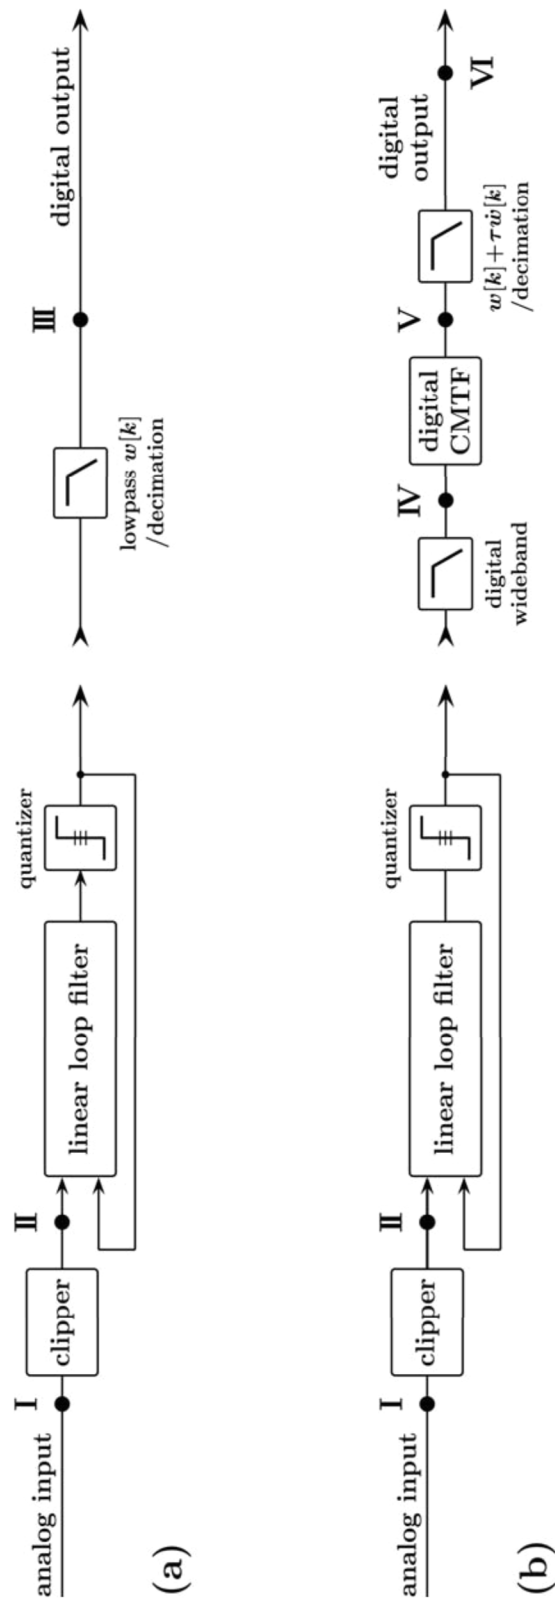 I
II
III
analog input
clipper
linear loop filter
quantizer
lowpass w[k]
/decimation
digital output
(a)
I
II
IV
V
VI
analog input
clipper
linear loop filter
quantizer
digital
wideband
digital
CMTF
w[k]+τẇ[k]
/decimation
digital
output
(b)